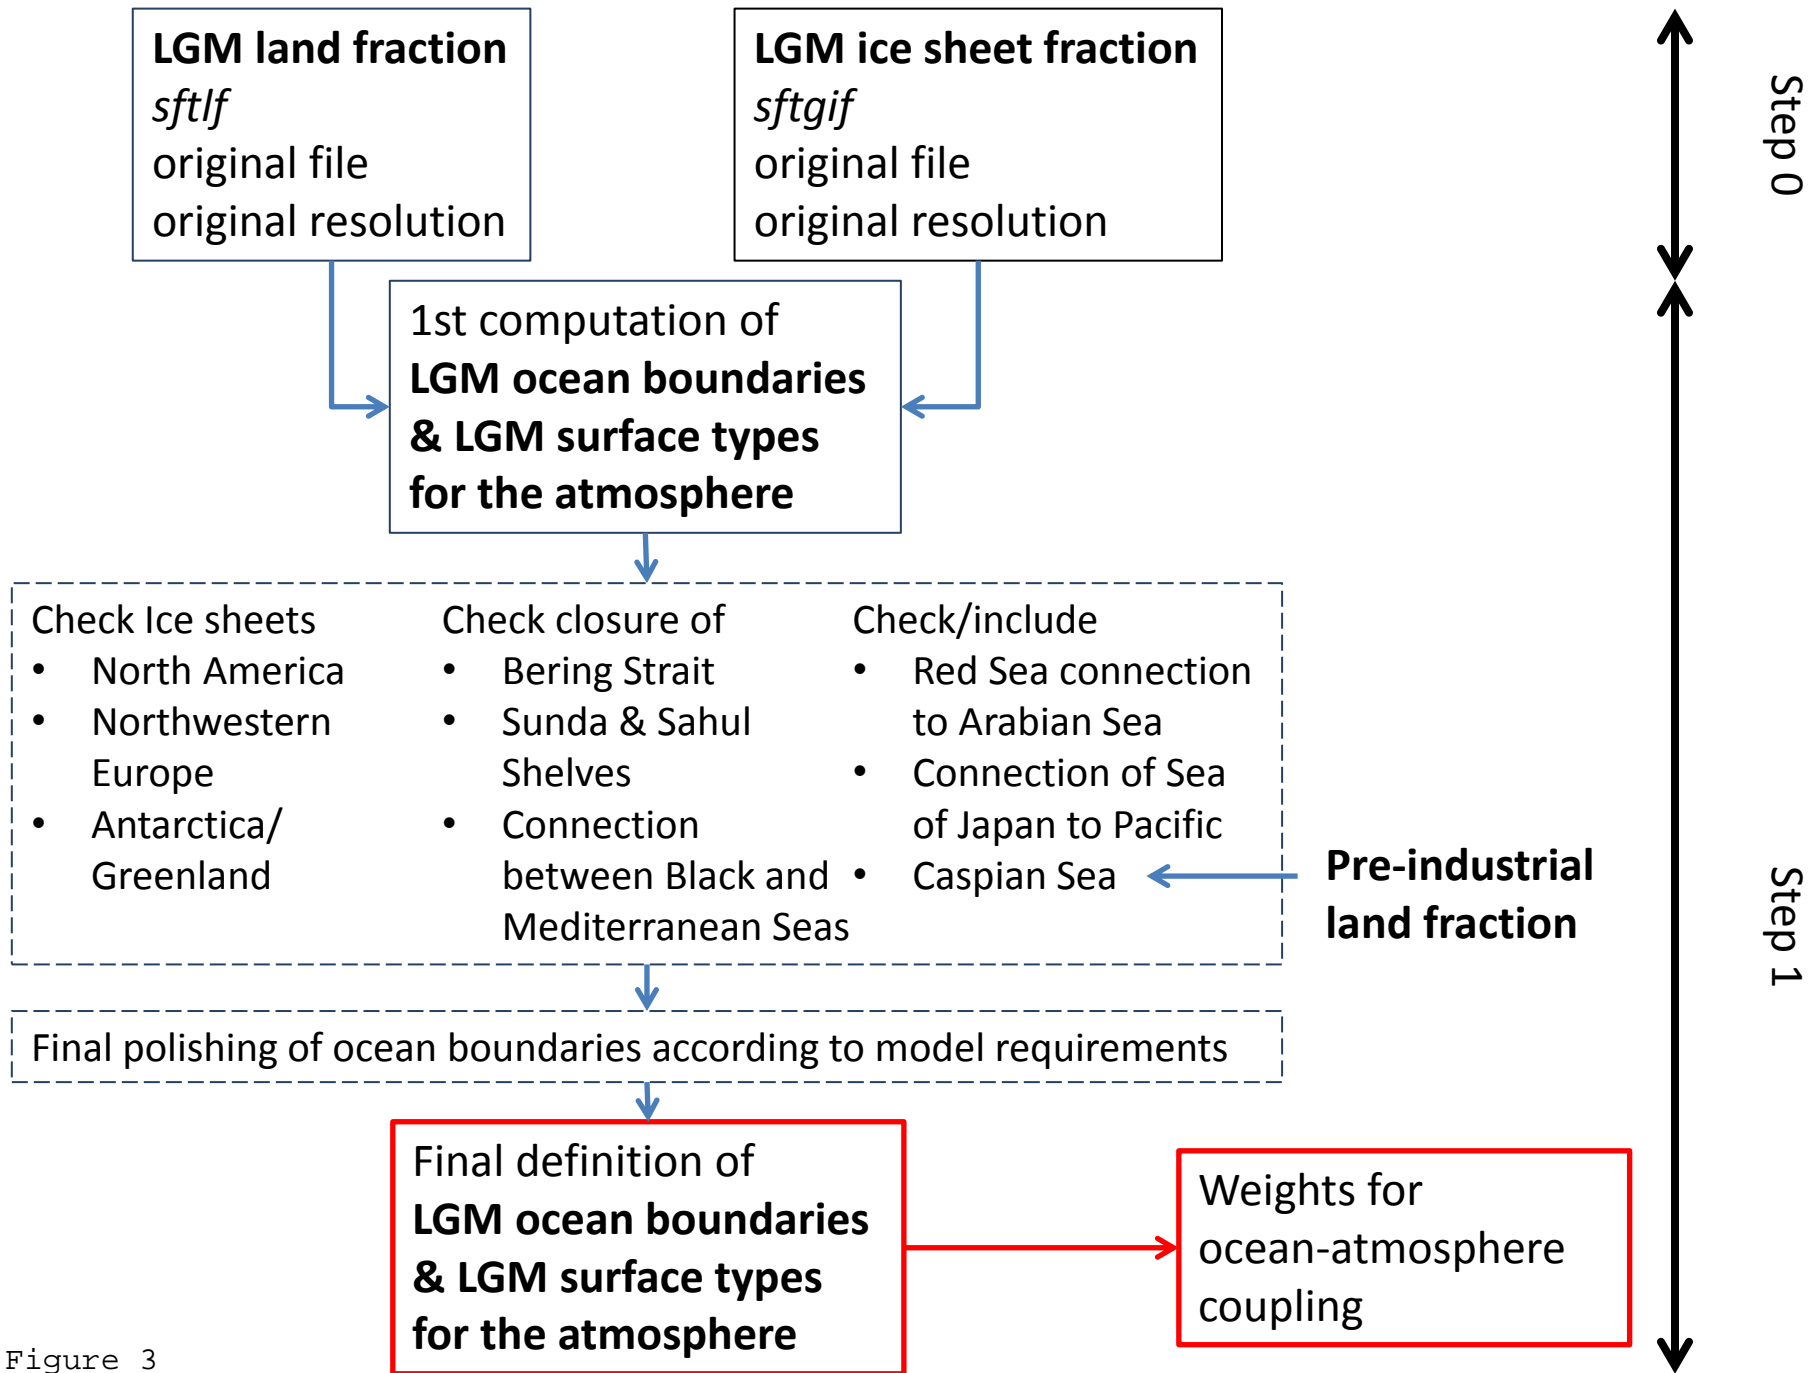 LGM land fraction
sftlf
original file
original resolution
LGM ice sheet fraction
sftgif
original file
original resolution
Step 0
1st computation of
LGM ocean boundaries
& LGM surface types
for the atmosphere
Check Ice sheets
• North America
• Northwestern
Europe
• Antarctica/
Greenland
Check closure of
• Bering Strait
• Sunda & Sahul
Shelves
• Connection
between Black and
Mediterranean Seas
Check/include
• Red Sea connection
to Arabian Sea
• Connection of Sea
of Japan to Pacific
• Caspian Sea
Pre-industrial
land fraction
Step 1
Final polishing of ocean boundaries according to model requirements
Final definition of
LGM ocean boundaries
& LGM surface types
for the atmosphere
Weights for
ocean-atmosphere
coupling
Figure 3